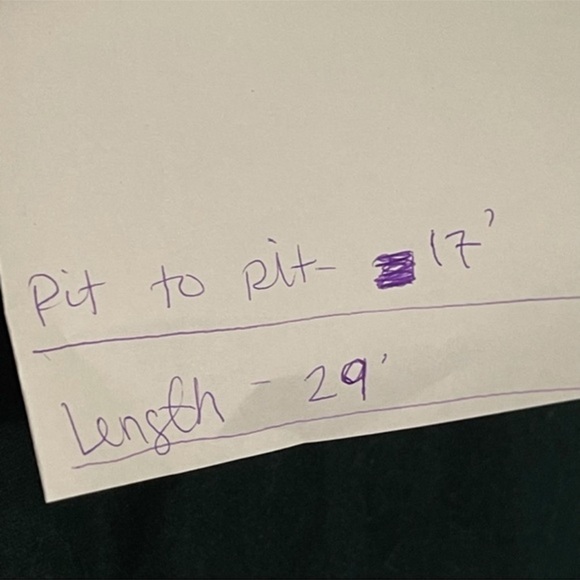 Pit to pit- 17'
Length - 29'